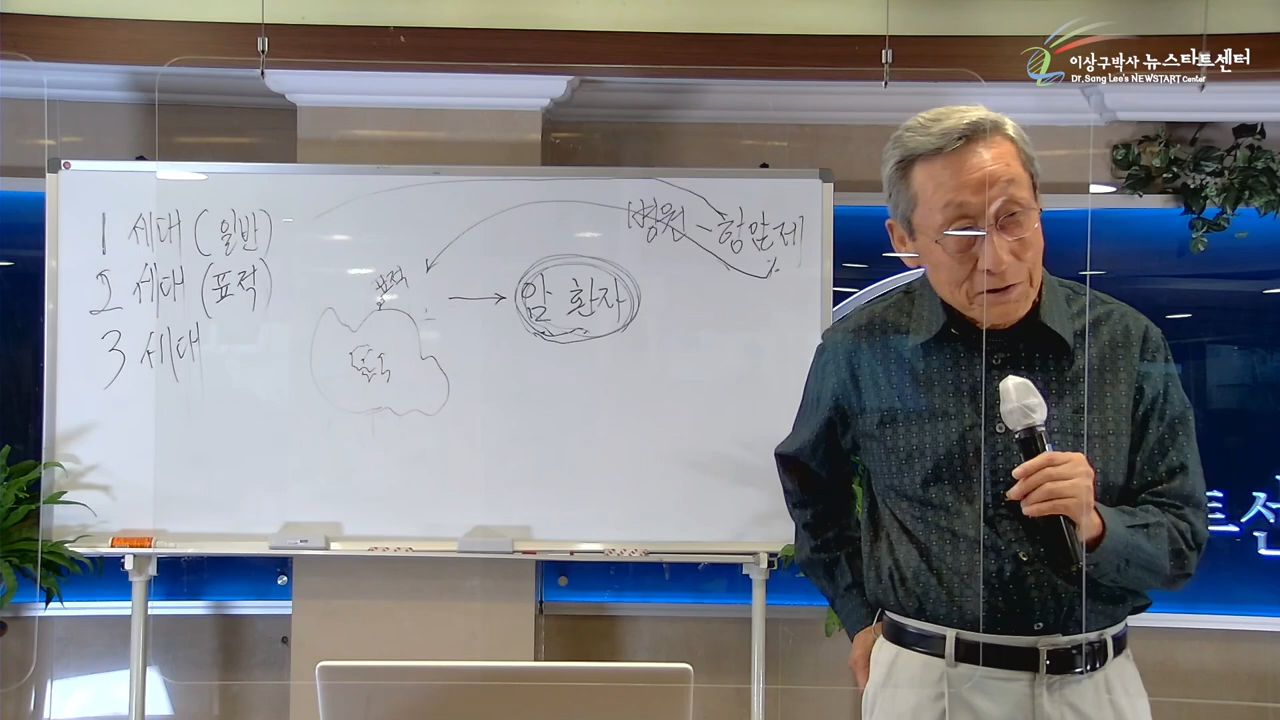 이상구박사 뉴스타트센터
Dr. Sang Lee's NEWSTART Center
1 세대 (일반)
2 세대 (표적)
3 세대
병원 - 항암제
표적
암 환자
트선